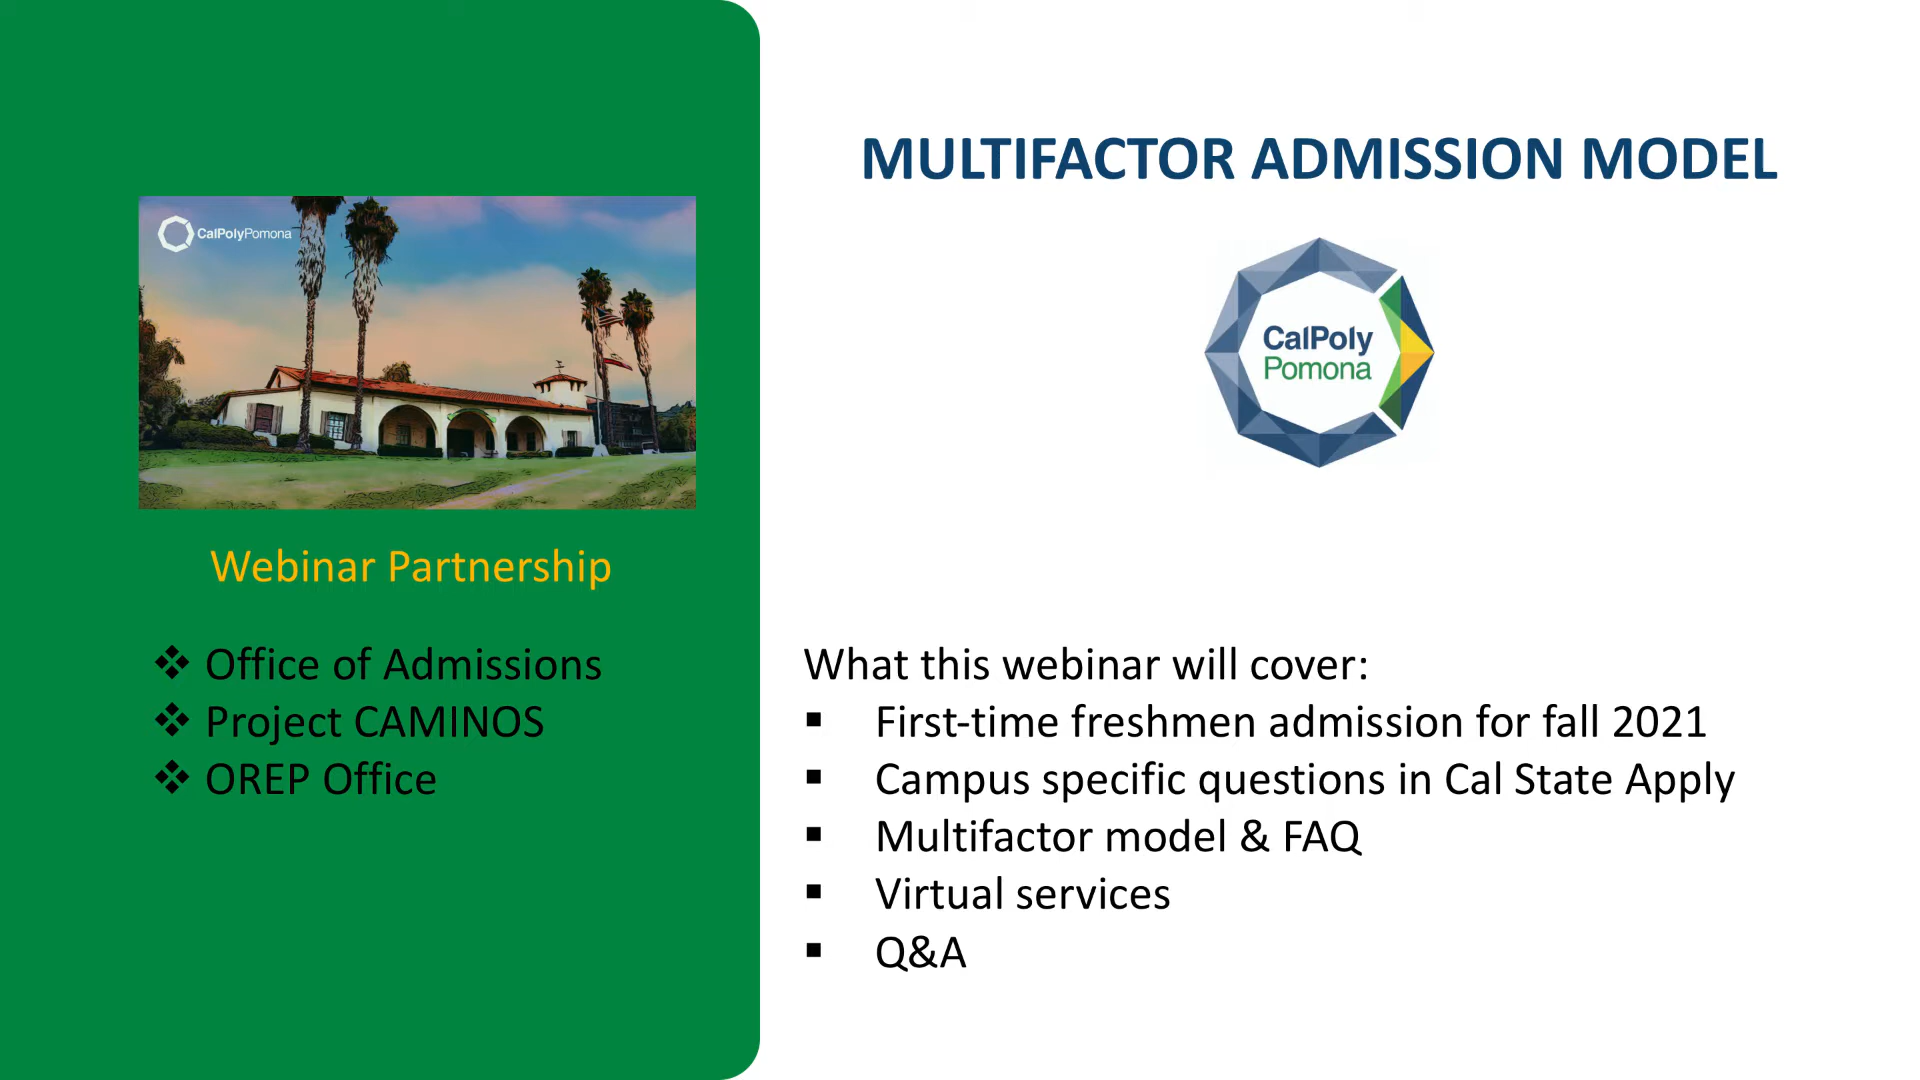 CalPolyPomona
Webinar Partnership
❖ Office of Admissions
❖ Project CAMINOS
❖ OREP Office
MULTIFACTOR ADMISSION MODEL
CalPoly
Pomona
What this webinar will cover:
▪ First-time freshmen admission for fall 2021
▪ Campus specific questions in Cal State Apply
▪ Multifactor model & FAQ
▪ Virtual services
▪ Q&A